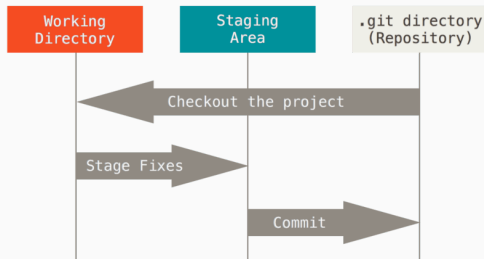 Working
Directory
Staging
Area
.git directory
(Repository)
Checkout the project
Stage Fixes
Commit